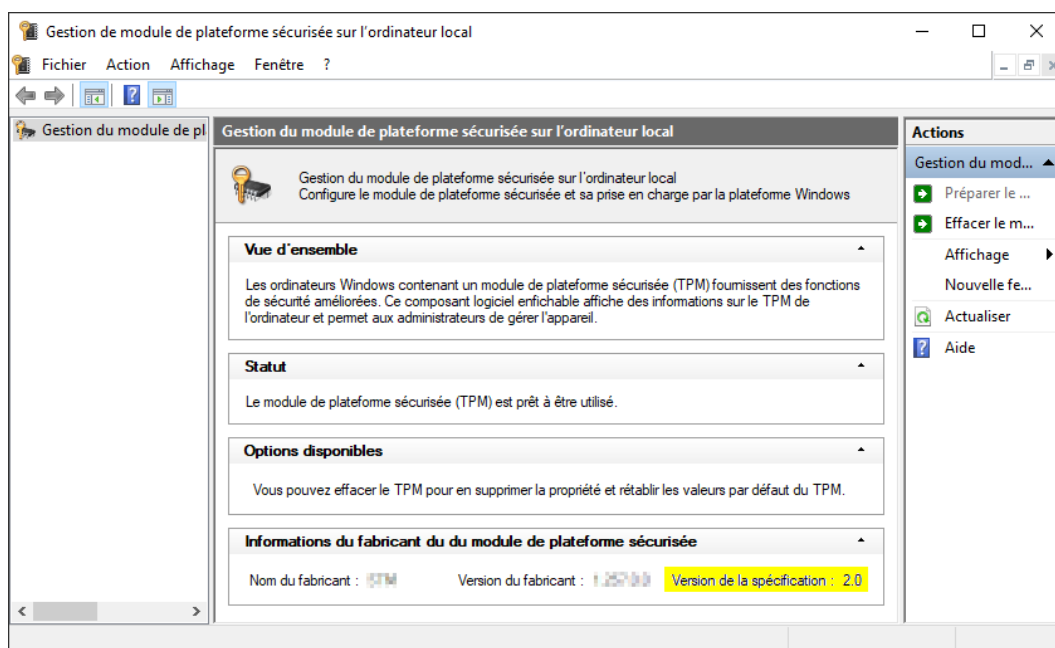 Gestion de module de plateforme sécurisée sur l'ordinateur local
Fichier Action Affichage Fenêtre ?
Gestion du module de pl
Gestion du module de plateforme sécurisée sur l'ordinateur local
Gestion du module de plateforme sécurisée sur l'ordinateur local
Configure le module de plateforme sécurisée et sa prise en charge par la plateforme Windows
Vue d'ensemble
Les ordinateurs Windows contenant un module de plateforme sécurisée (TPM) fournissent des fonctions
de sécurité améliorées. Ce composant logiciel enfichable affiche des informations sur le TPM de
l'ordinateur et permet aux administrateurs de gérer l'appareil.
Statut
Le module de plateforme sécurisée (TPM) est prêt à être utilisé.
Options disponibles
Vous pouvez effacer le TPM pour en supprimer la propriété et rétablir les valeurs par défaut du TPM.
Informations du fabricant du du module de plateforme sécurisée
Nom du fabricant : Version du fabricant : Version de la spécification : 2.0
Actions
Gestion du mod...
Préparer le ...
Effacer le m...
Affichage
Nouvelle fe...
Actualiser
Aide